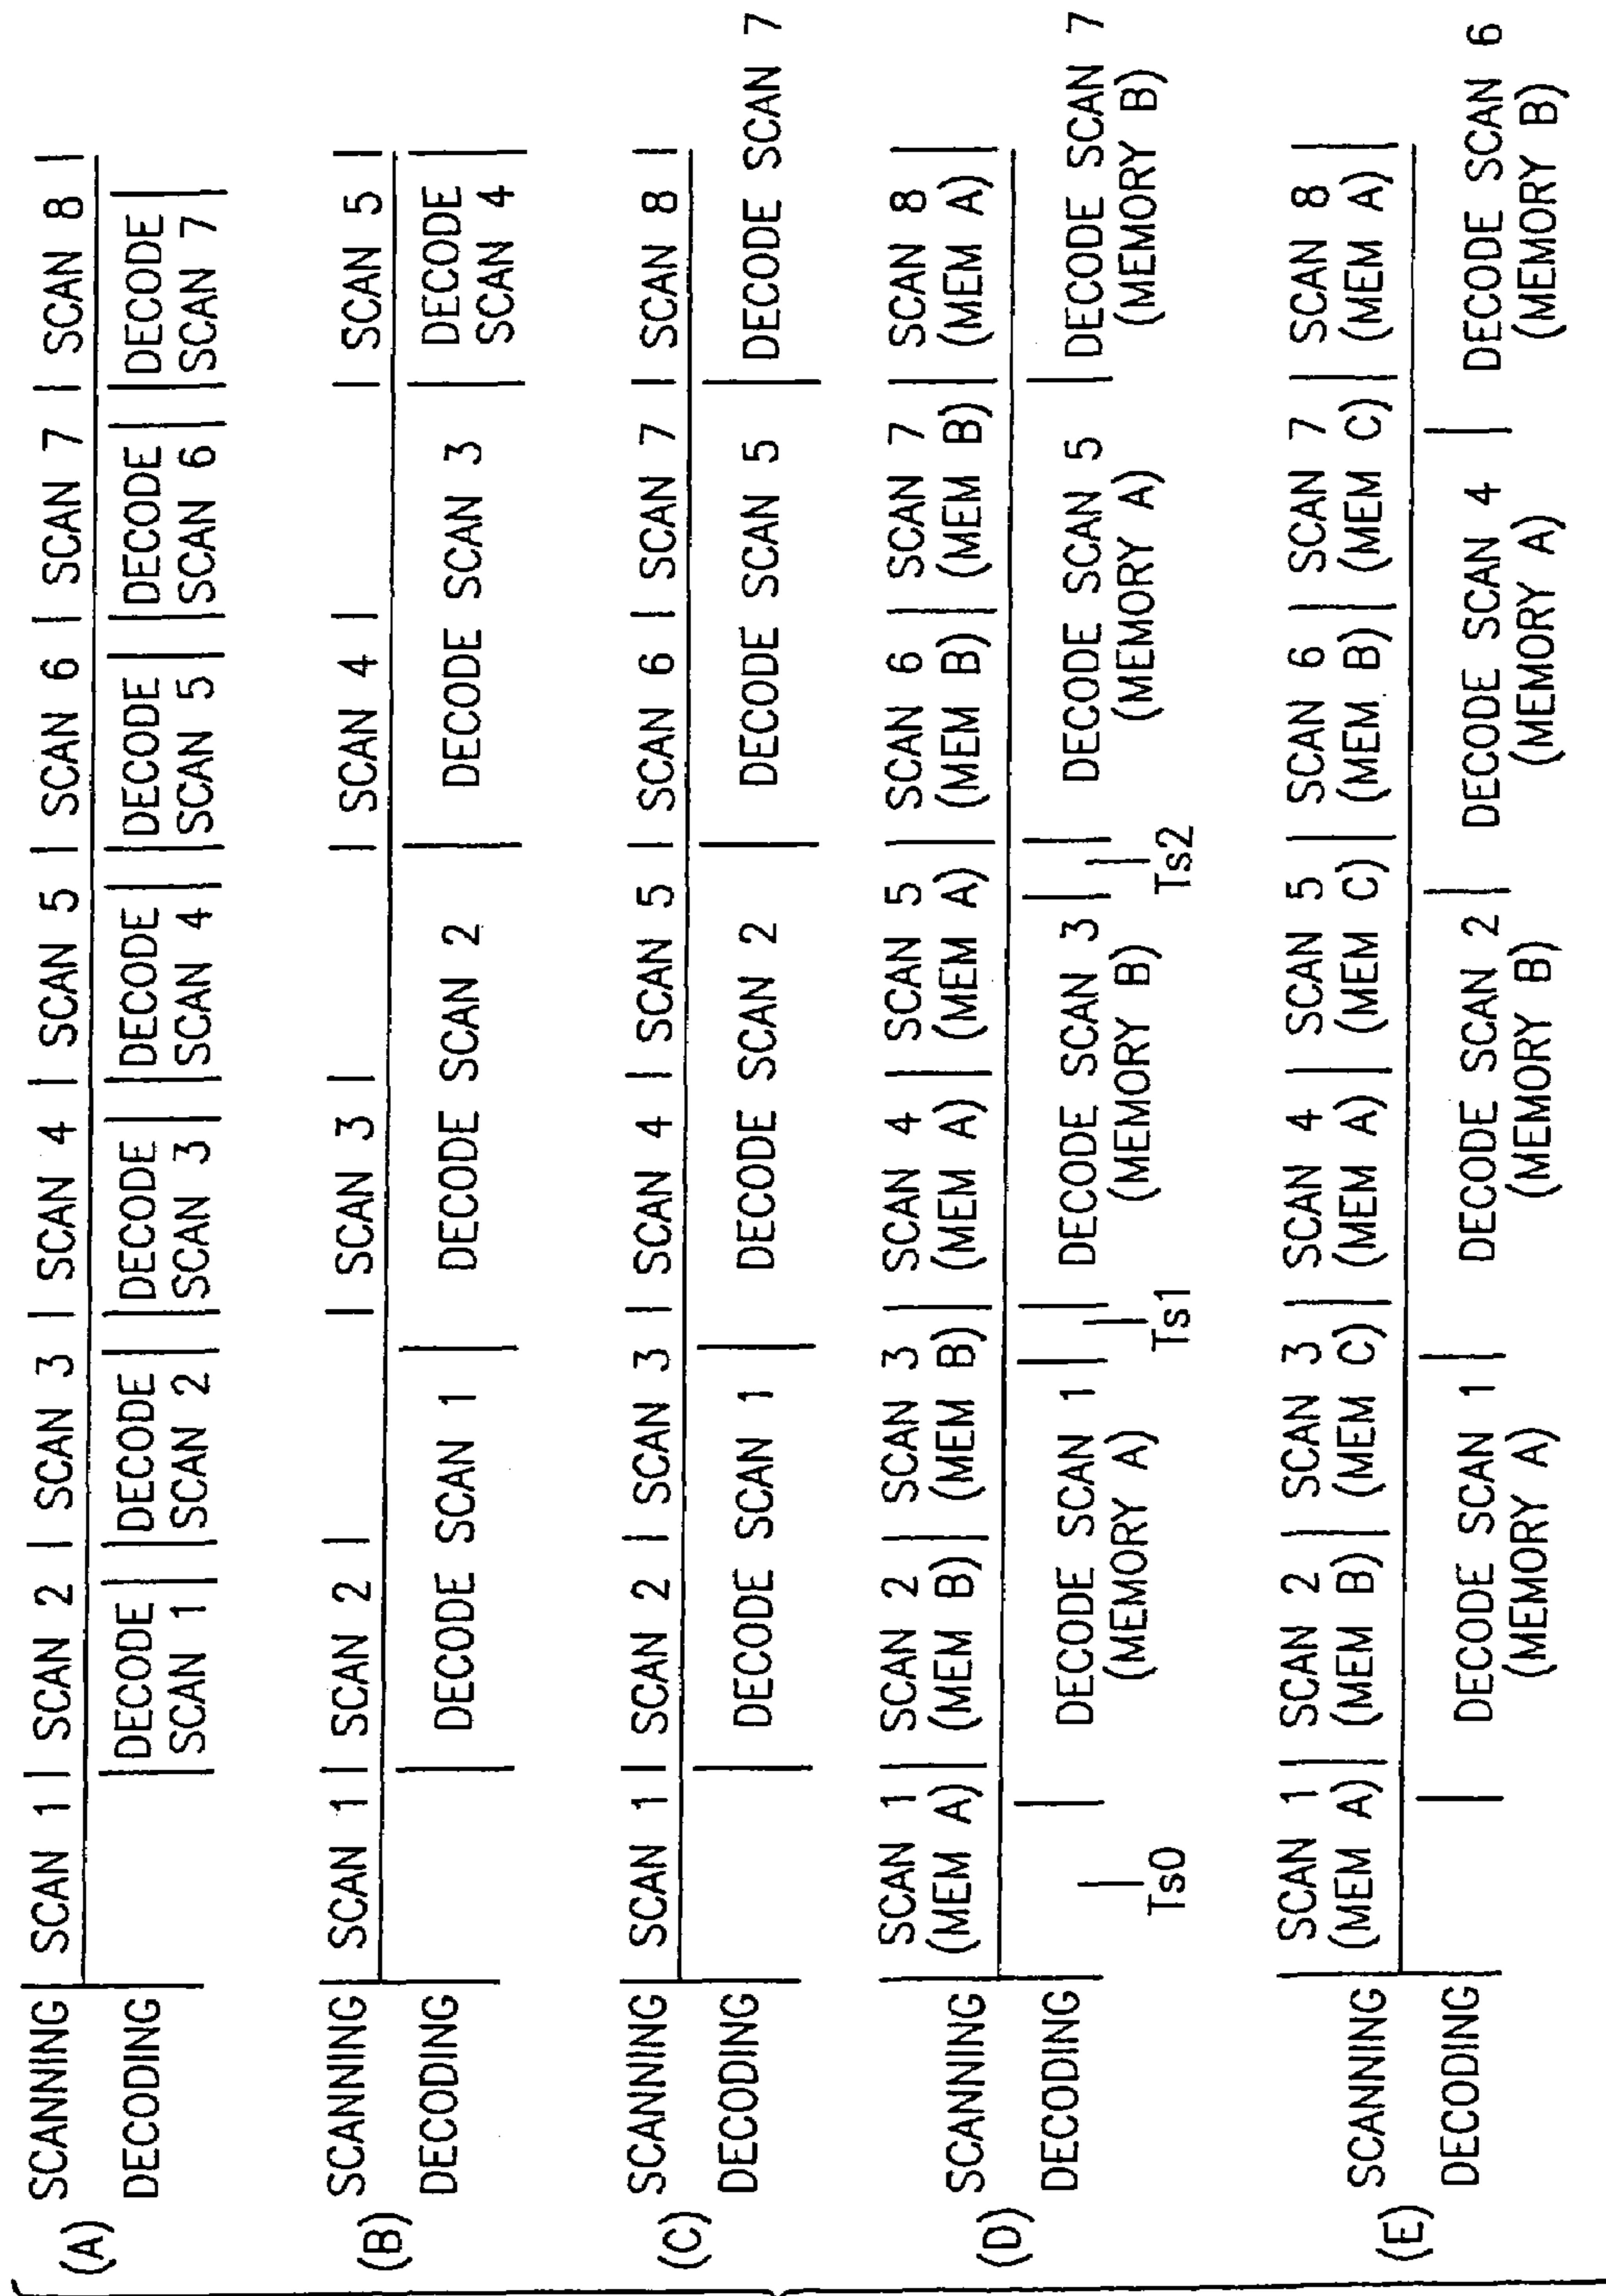 (A)
SCANNING | SCAN 1 | SCAN 2 | SCAN 3 | SCAN 4 | SCAN 5 | SCAN 6 | SCAN 7 | SCAN 8 |
DECODING | DECODE | | DECODE | | DECODE | | DECODE | | DECODE | | DECODE | | DECODE |
| SCAN 1 | | SCAN 2 | | SCAN 3 | | SCAN 4 | | SCAN 5 | | SCAN 6 | | SCAN 7 |
(B)
SCANNING | SCAN 1 | SCAN 2 | | SCAN 3 | | SCAN 4 | | SCAN 5 |
DECODING | DECODE SCAN 1 | DECODE SCAN 2 | DECODE SCAN 3 | DECODE |
SCAN 4
(C)
SCANNING | SCAN 1 | SCAN 2 | SCAN 3 | SCAN 4 | SCAN 5 | SCAN 6 | SCAN 7 | SCAN 8 |
DECODING | DECODE SCAN 1 | DECODE SCAN 2 | DECODE SCAN 5 | DECODE SCAN 7
(D)
SCANNING | SCAN 1 | SCAN 2 | SCAN 3 | SCAN 4 | SCAN 5 | SCAN 6 | SCAN 7 | SCAN 8 |
(MEM A) | (MEM B) | (MEM B) | (MEM A) | (MEM A) | (MEM B) | (MEM B) | (MEM A) |
DECODING | DECODE SCAN 1 | | DECODE SCAN 3 | | DECODE SCAN 5 | DECODE SCAN 7
(MEMORY A) (MEMORY B) (MEMORY A) (MEMORY B)
Ts0 Ts1 Ts2
(E)
SCANNING | SCAN 1 | SCAN 2 | SCAN 3 | SCAN 4 | SCAN 5 | SCAN 6 | SCAN 7 | SCAN 8 |
(MEM A) | (MEM B) | (MEM C) | (MEM A) | (MEM C) | (MEM B) | (MEM C) | (MEM A) |
DECODING | DECODE SCAN 1 | DECODE SCAN 2 | DECODE SCAN 4 | DECODE SCAN 6
(MEMORY A) (MEMORY B) (MEMORY A) (MEMORY B)